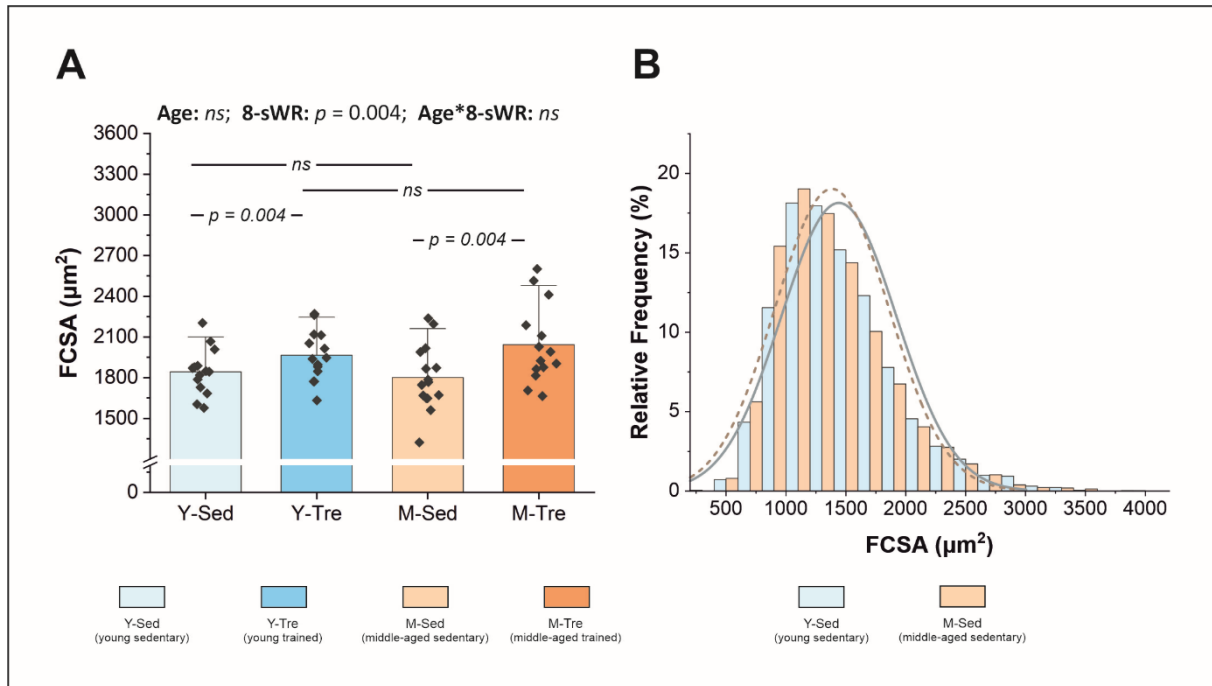 A
Age: ns; 8-sWR: p = 0.004; Age*8-sWR: ns
3600
3300
3000
2700
2400
2100
1800
1500
0
FCSA (µm²)
ns
ns
p = 0.004
p = 0.004
Y-Sed
Y-Tre
M-Sed
M-Tre
Y-Sed
(young sedentary)
Y-Tre
(young trained)
M-Sed
(middle-aged sedentary)
M-Tre
(middle-aged trained)
B
20
15
10
5
0
Relative Frequency (%)
500
1000
1500
2000
2500
3000
3500
4000
FCSA (µm²)
Y-Sed
(young sedentary)
M-Sed
(middle-aged sedentary)